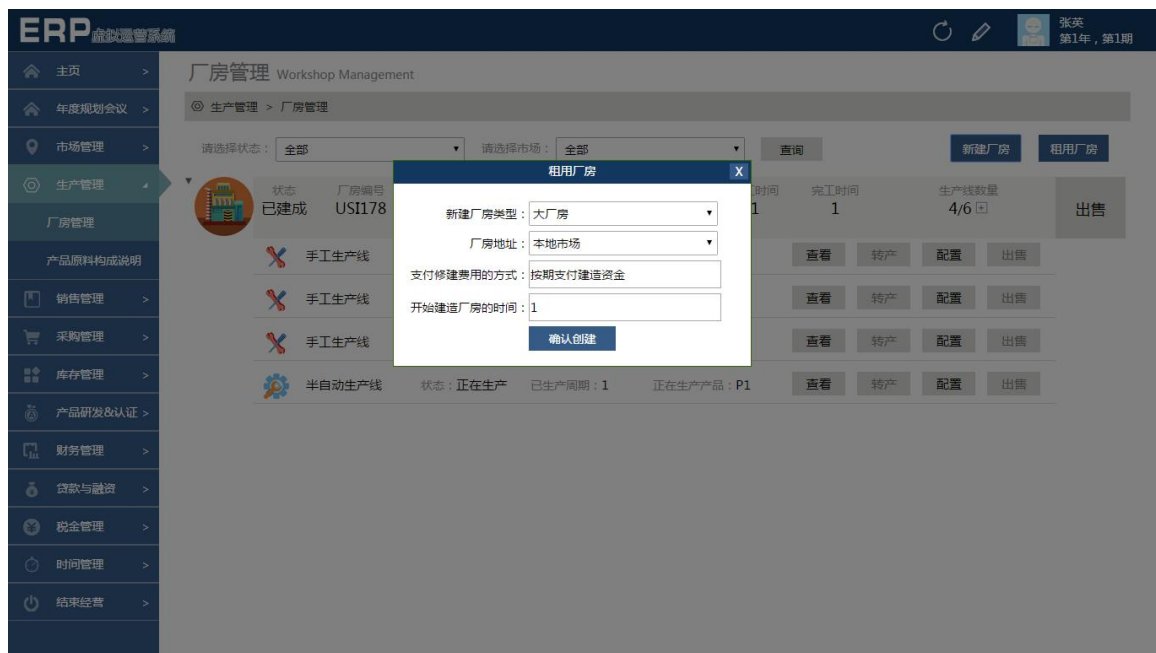 ERP虚拟运营系统
张英
第1年，第1期
主页 >
年度规划会议 >
市场管理 >
生产管理
厂房管理
产品原料构成说明
销售管理 >
采购管理 >
库存管理 >
产品研发&认证 >
财务管理 >
贷款与融资 >
税金管理 >
时间管理 >
结束经营 >
厂房管理 Workshop Management
生产管理 > 厂房管理
请选择状态： 全部 请选择市场： 全部 查询 新建厂房 租用厂房
状态 厂房编号 时间 完工时间 生产线数量
已建成 USI178 1 1 4/6 + 出售
手工生产线 查看 转产 配置 出售
手工生产线 查看 转产 配置 出售
手工生产线 查看 转产 配置 出售
半自动生产线 状态：正在生产 已生产周期：1 正在生产产品：P1 查看 转产 配置 出售
租用厂房 X
新建厂房类型： 大厂房
厂房地址： 本地市场
支付修建费用的方式： 按期支付建造资金
开始建造厂房的时间： 1
确认创建